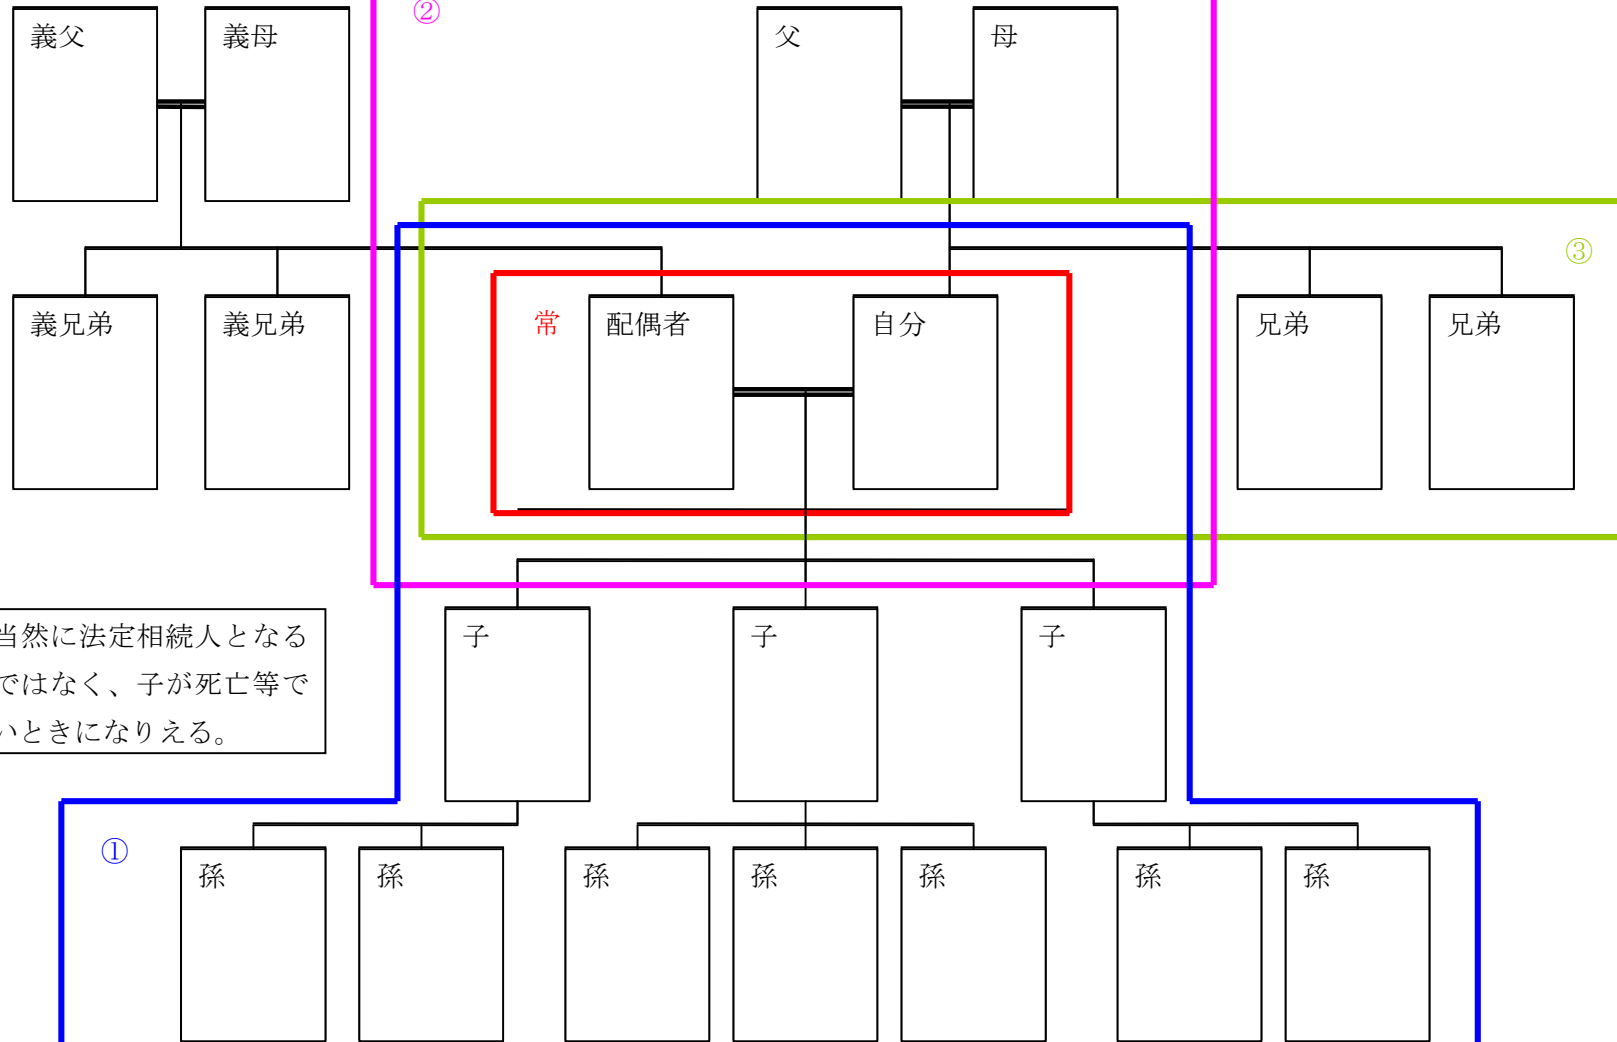 ②
義父
義母
父
母
③
義兄弟
義兄弟
常
配偶者
自分
兄弟
兄弟
当然に法定相続人となる
ではなく、子が死亡等で
いときになりえる。
子
子
子
①
孫
孫
孫
孫
孫
孫
孫